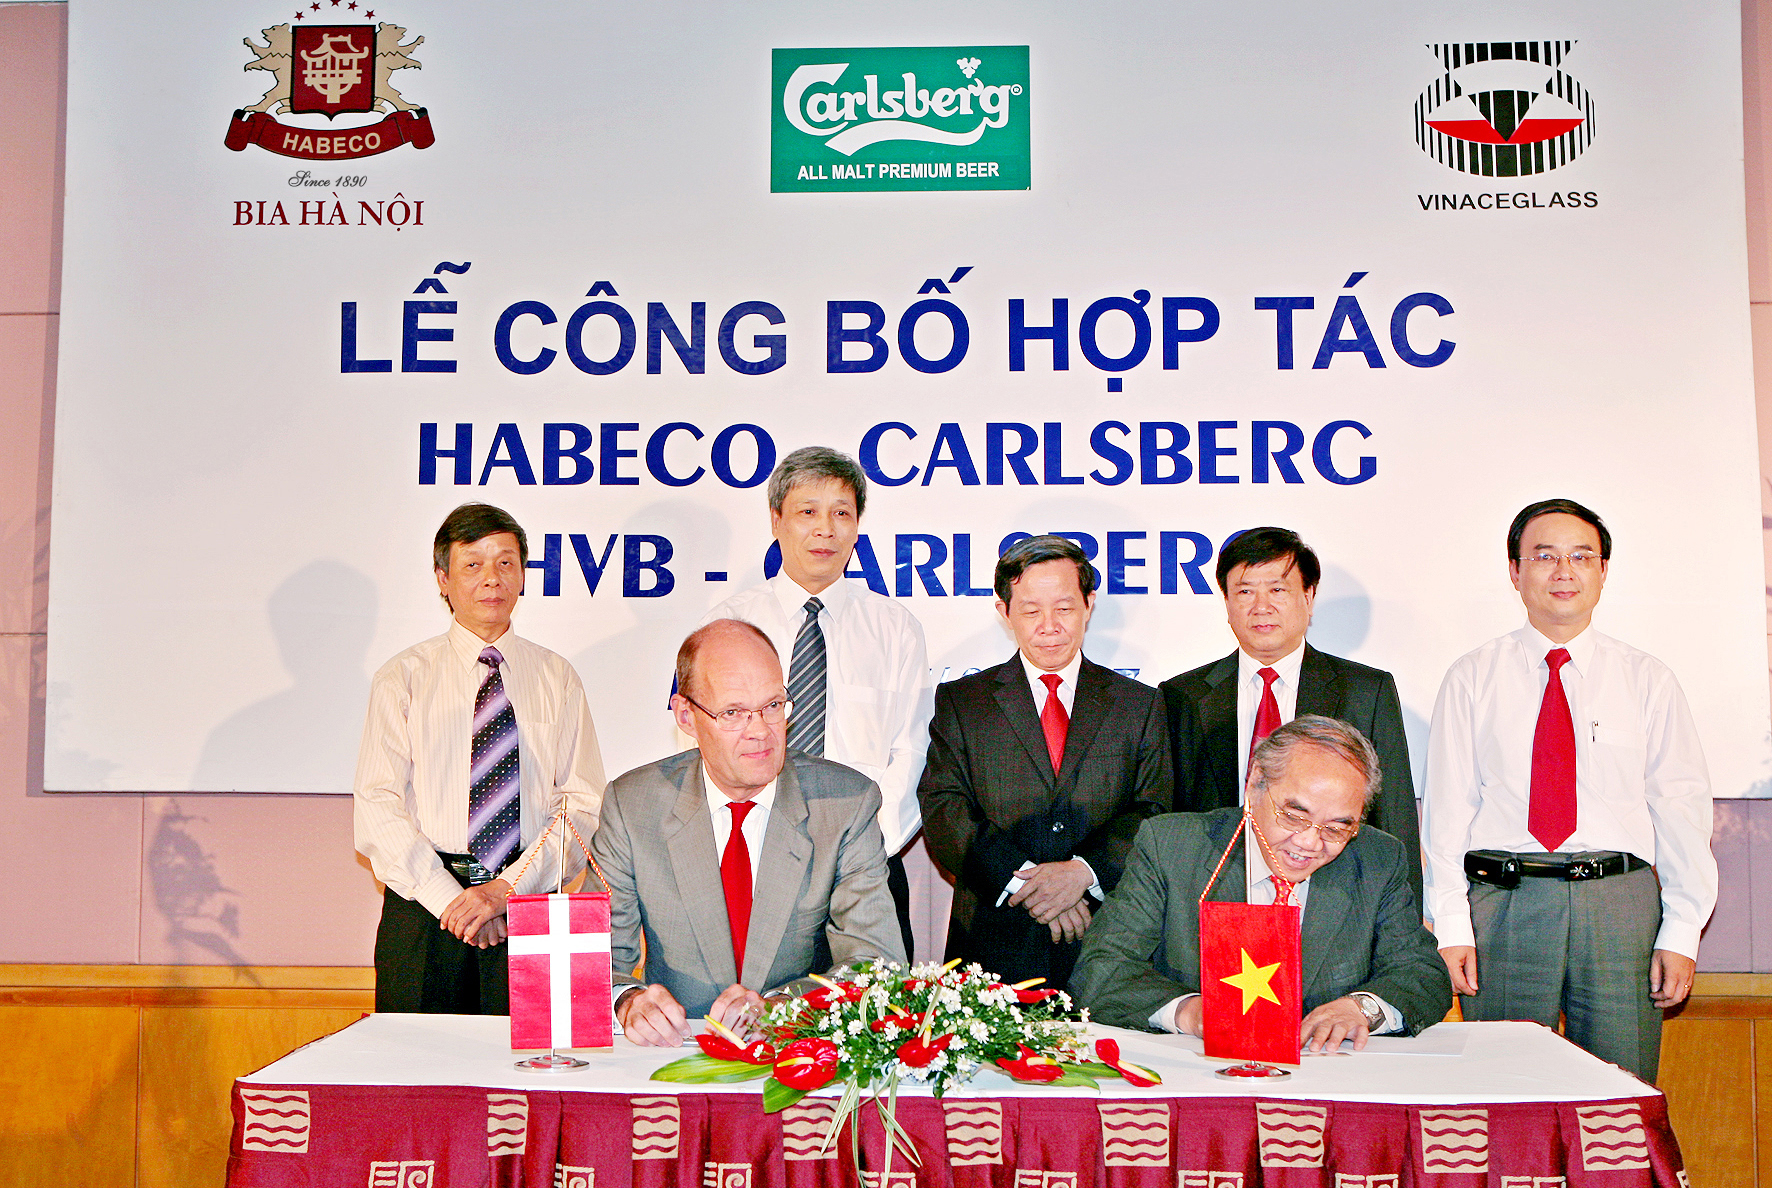 HABECO
Since 1890
BIA HÀ NỘI
Carlsberg®
ALL MALT PREMIUM BEER
VINACEGLASS
LỄ CÔNG BỐ HỢP TÁC
HABECO - CARLSBERG
HVB - CARLSBERG